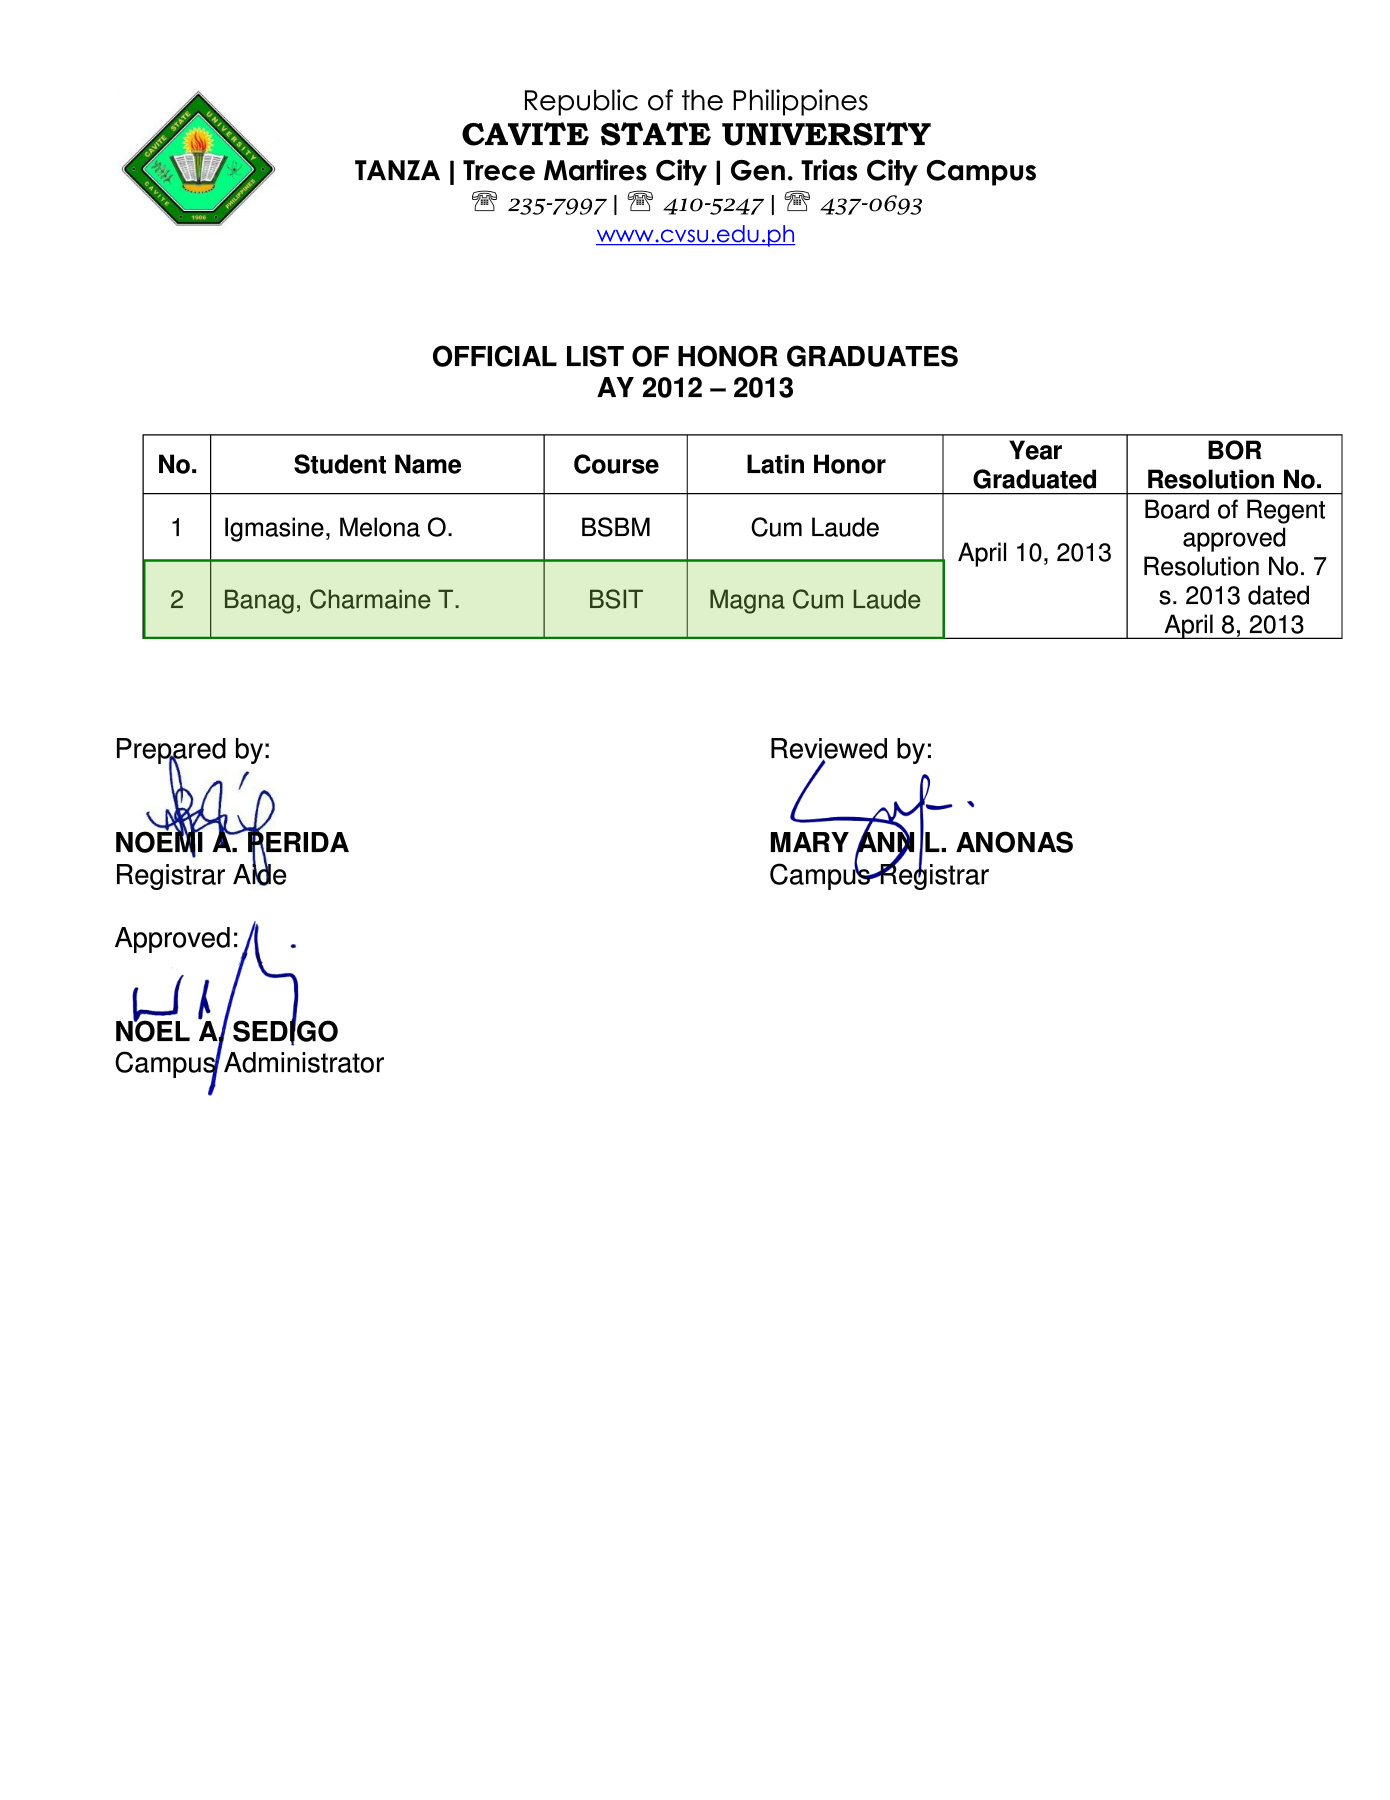 Republic of the Philippines
CAVITE STATE UNIVERSITY
TANZA | Trece Martires City | Gen. Trias City Campus
☏ 235-7997 | ☏ 410-5247 | ☏ 437-0693
www.cvsu.edu.ph
CAVITE STATE UNIVERSITY
CAVITE 1906 PHILIPPINES
OFFICIAL LIST OF HONOR GRADUATES
AY 2012 – 2013
No. Student Name Course Latin Honor Year Graduated BOR Resolution No.
1 Igmasine, Melona O. BSBM Cum Laude April 10, 2013 Board of Regent approved Resolution No. 7 s. 2013 dated April 8, 2013
2 Banag, Charmaine T. BSIT Magna Cum Laude
Prepared by:
NOEMI A. PERIDA
Registrar Aide
Reviewed by:
MARY ANN L. ANONAS
Campus Registrar
Approved:
NOEL A. SEDIGO
Campus Administrator